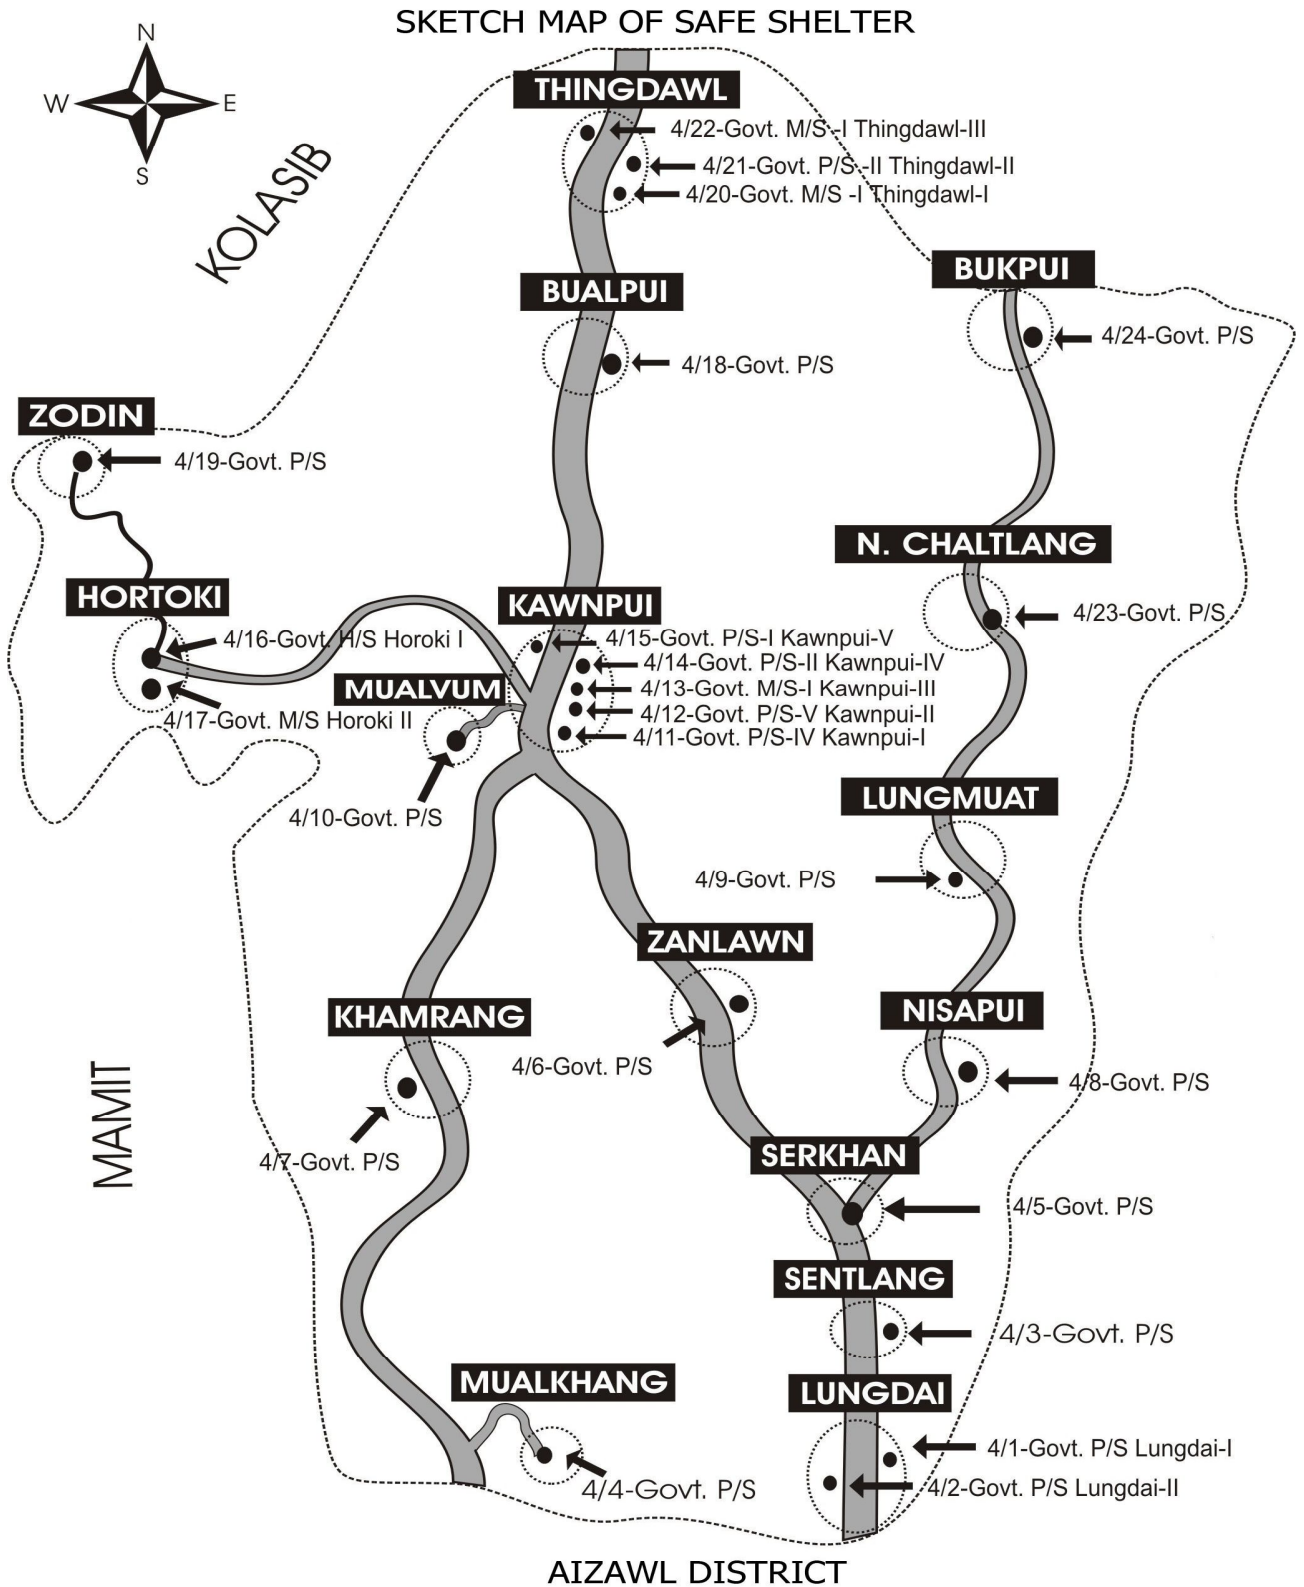 SKETCH MAP OF SAFE SHELTER
N
W
E
S
KOLASIB
THINGDAWL
4/22-Govt. M/S -I Thingdawl-III
4/21-Govt. P/S -II Thingdawl-II
4/20-Govt. M/S -I Thingdawl-I
BUKPUI
BUALPUI
4/24-Govt. P/S
4/18-Govt. P/S
ZODIN
4/19-Govt. P/S
N. CHALTLANG
HORTOKI
KAWNPUI
4/23-Govt. P/S
4/16-Govt. H/S Horoki I
4/15-Govt. P/S-I Kawnpui-V
4/14-Govt. P/S-II Kawnpui-IV
MUALVUM
4/13-Govt. M/S-I Kawnpui-III
4/17-Govt. M/S Horoki II
4/12-Govt. P/S-V Kawnpui-II
4/11-Govt. P/S-IV Kawnpui-I
LUNGMUAT
4/10-Govt. P/S
4/9-Govt. P/S
ZANLAWN
KHAMRANG
NISAPUI
4/6-Govt. P/S
4/8-Govt. P/S
MAMIT
4/7-Govt. P/S
SERKHAN
4/5-Govt. P/S
SENTLANG
4/3-Govt. P/S
MUALKHANG
LUNGDAI
4/1-Govt. P/S Lungdai-I
4/4-Govt. P/S
4/2-Govt. P/S Lungdai-II
AIZAWL DISTRICT